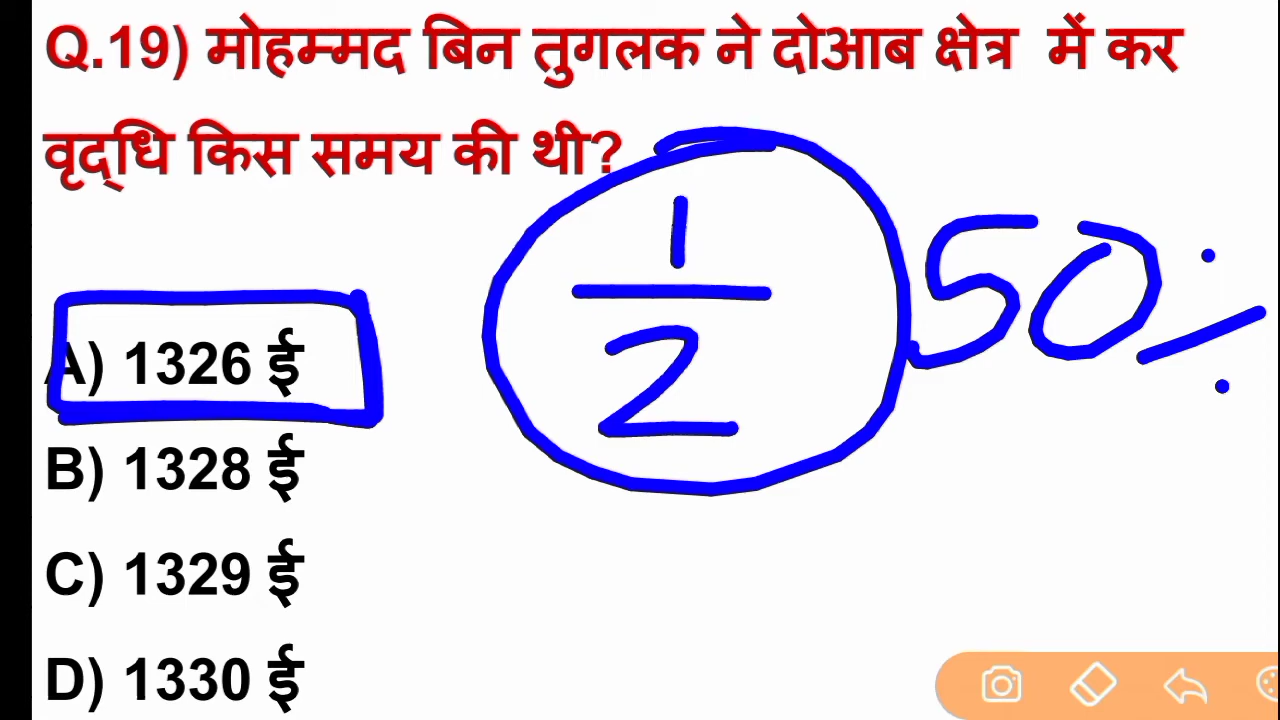 Q.19) मोहम्मद बिन तुगलक ने दोआब क्षेत्र में कर
वृद्धि किस समय की थी?
1
2
50%
A) 1326 ई
B) 1328 ई
C) 1329 ई
D) 1330 ई